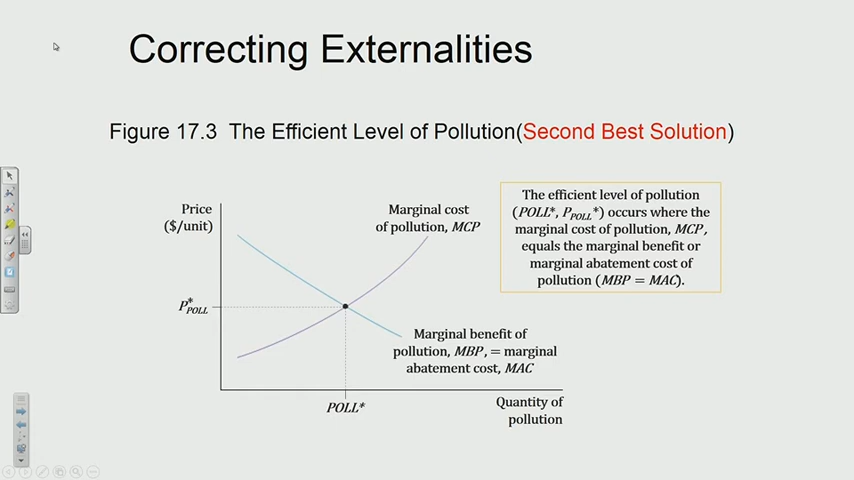 Correcting Externalities
Figure 17.3 The Efficient Level of Pollution(Second Best Solution)
Price
($/unit)
Marginal cost
of pollution, MCP
The efficient level of pollution
(POLL*, P*POLL) occurs where the
marginal cost of pollution, MCP,
equals the marginal benefit or
marginal abatement cost of
pollution (MBP = MAC).
P*POLL
Marginal benefit of
pollution, MBP, = marginal
abatement cost, MAC
POLL*
Quantity of
pollution